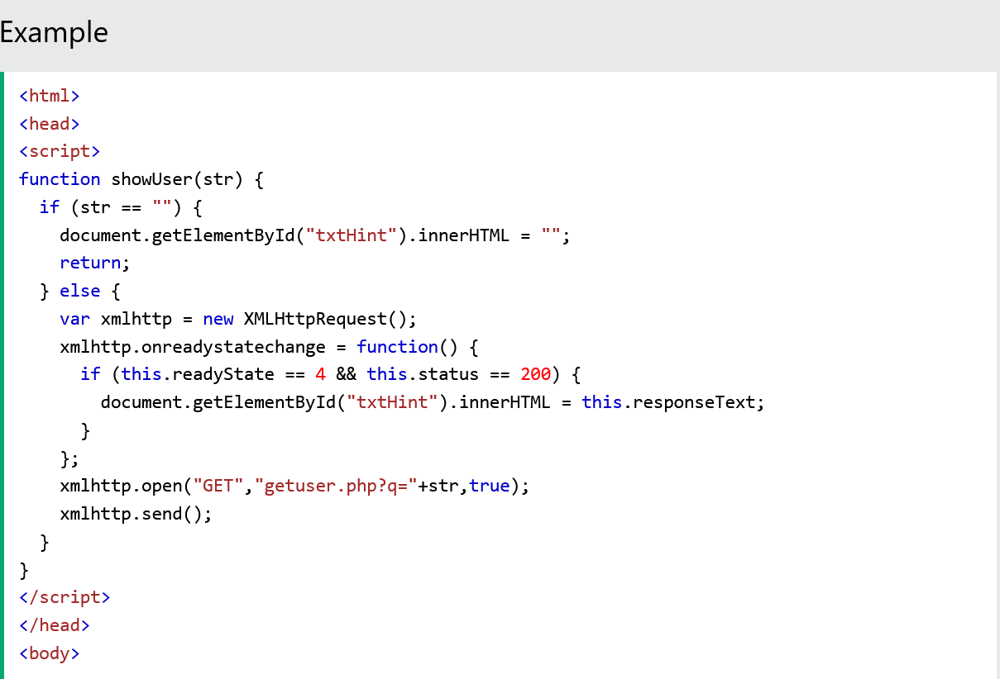 Example
<html>
<head>
<script>
function showUser(str) {
  if (str == "") {
    document.getElementById("txtHint").innerHTML = "";
    return;
  } else {
    var xmlhttp = new XMLHttpRequest();
    xmlhttp.onreadystatechange = function() {
      if (this.readyState == 4 && this.status == 200) {
        document.getElementById("txtHint").innerHTML = this.responseText;
      }
    };
    xmlhttp.open("GET","getuser.php?q="+str,true);
    xmlhttp.send();
  }
}
</script>
</head>
<body>